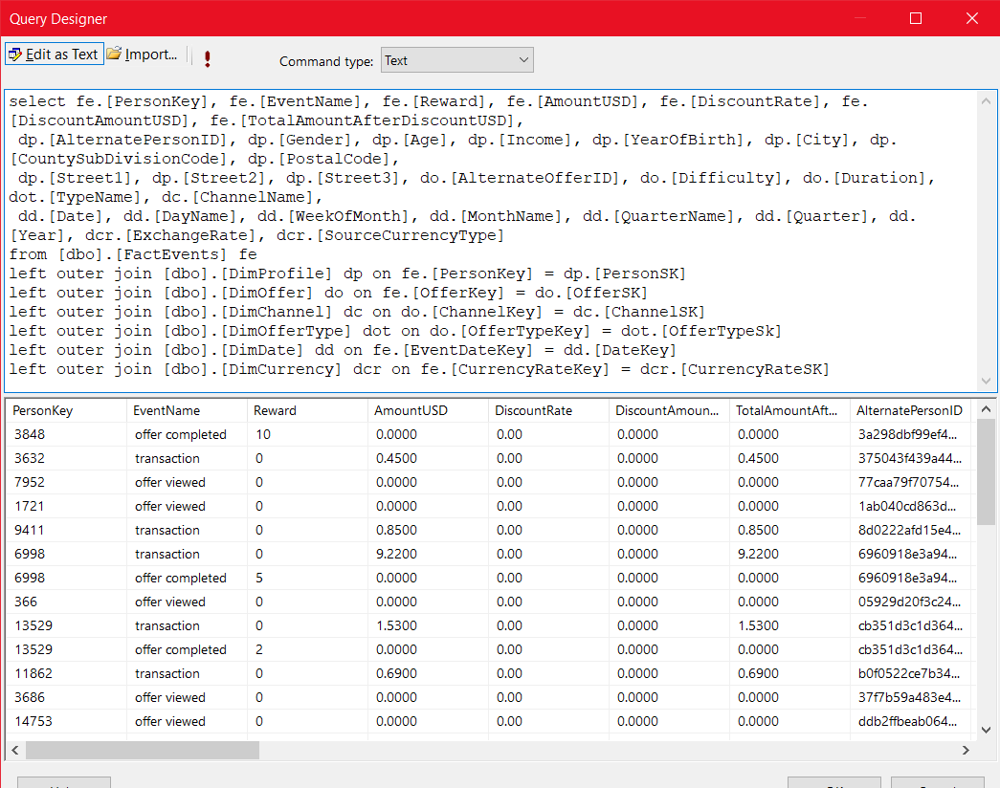 Query Designer
Edit as Text Import... Command type: Text
select fe.[PersonKey], fe.[EventName], fe.[Reward], fe.[AmountUSD], fe.[DiscountRate], fe.
[DiscountAmountUSD], fe.[TotalAmountAfterDiscountUSD],
dp.[AlternatePersonID], dp.[Gender], dp.[Age], dp.[Income], dp.[YearOfBirth], dp.[City], dp.
[CountySubDivisionCode], dp.[PostalCode],
dp.[Street1], dp.[Street2], dp.[Street3], do.[AlternateOfferID], do.[Difficulty], do.[Duration],
dot.[TypeName], dc.[ChannelName],
dd.[Date], dd.[DayName], dd.[WeekOfMonth], dd.[MonthName], dd.[QuarterName], dd.[Quarter], dd.
[Year], dcr.[ExchangeRate], dcr.[SourceCurrencyType]
from [dbo].[FactEvents] fe
left outer join [dbo].[DimProfile] dp on fe.[PersonKey] = dp.[PersonSK]
left outer join [dbo].[DimOffer] do on fe.[OfferKey] = do.[OfferSK]
left outer join [dbo].[DimChannel] dc on do.[ChannelKey] = dc.[ChannelSK]
left outer join [dbo].[DimOfferType] dot on do.[OfferTypeKey] = dot.[OfferTypeSk]
left outer join [dbo].[DimDate] dd on fe.[EventDateKey] = dd.[DateKey]
left outer join [dbo].[DimCurrency] dcr on fe.[CurrencyRateKey] = dcr.[CurrencyRateSK]
PersonKey EventName Reward AmountUSD DiscountRate DiscountAmoun... TotalAmountAft... AlternatePersonID
3848 offer completed 10 0.0000 0.00 0.0000 0.0000 3a298dbf99ef4...
3632 transaction 0 0.4500 0.00 0.0000 0.4500 375043f439a44...
7952 offer viewed 0 0.0000 0.00 0.0000 0.0000 77caa79f70754...
1721 offer viewed 0 0.0000 0.00 0.0000 0.0000 1ab040cd863d...
9411 transaction 0 0.8500 0.00 0.0000 0.8500 8d0222afd15e4...
6998 transaction 0 9.2200 0.00 0.0000 9.2200 6960918e3a94...
6998 offer completed 5 0.0000 0.00 0.0000 0.0000 6960918e3a94...
366 offer viewed 0 0.0000 0.00 0.0000 0.0000 05929d20f3c24...
13529 transaction 0 1.5300 0.00 0.0000 1.5300 cb351d3c1d364...
13529 offer completed 2 0.0000 0.00 0.0000 0.0000 cb351d3c1d364...
11862 transaction 0 0.6900 0.00 0.0000 0.6900 b0f0522ce7b34...
3686 offer viewed 0 0.0000 0.00 0.0000 0.0000 37f7b59a483e4...
14753 offer viewed 0 0.0000 0.00 0.0000 0.0000 ddb2ffbeab064...